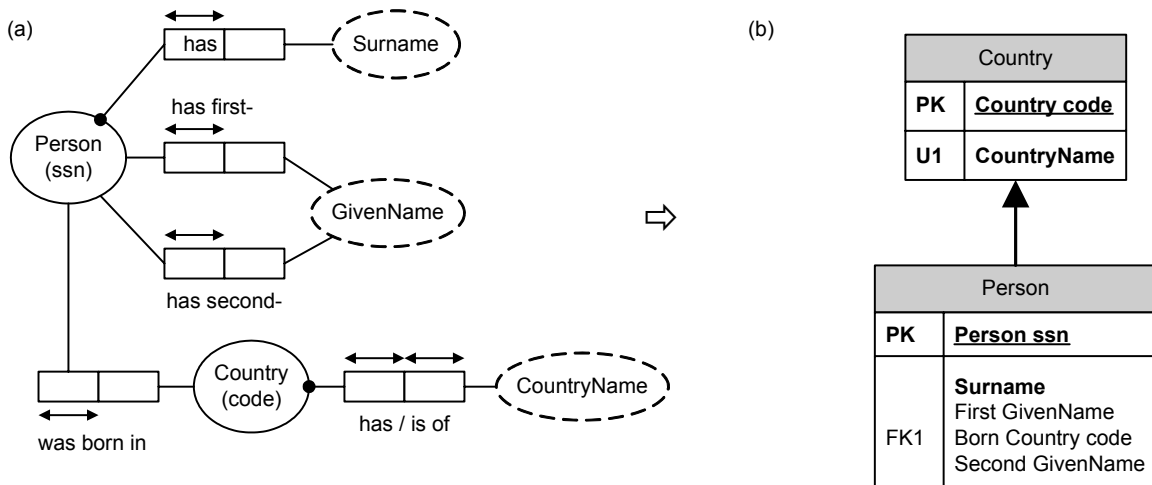 (a)
has
Surname
has first-
Person
(ssn)
GivenName
has second-
Country
(code)
CountryName
was born in
has / is of
(b)
Country
PK Country code
U1 CountryName
Person
PK Person ssn
Surname
First GivenName
FK1 Born Country code
Second GivenName